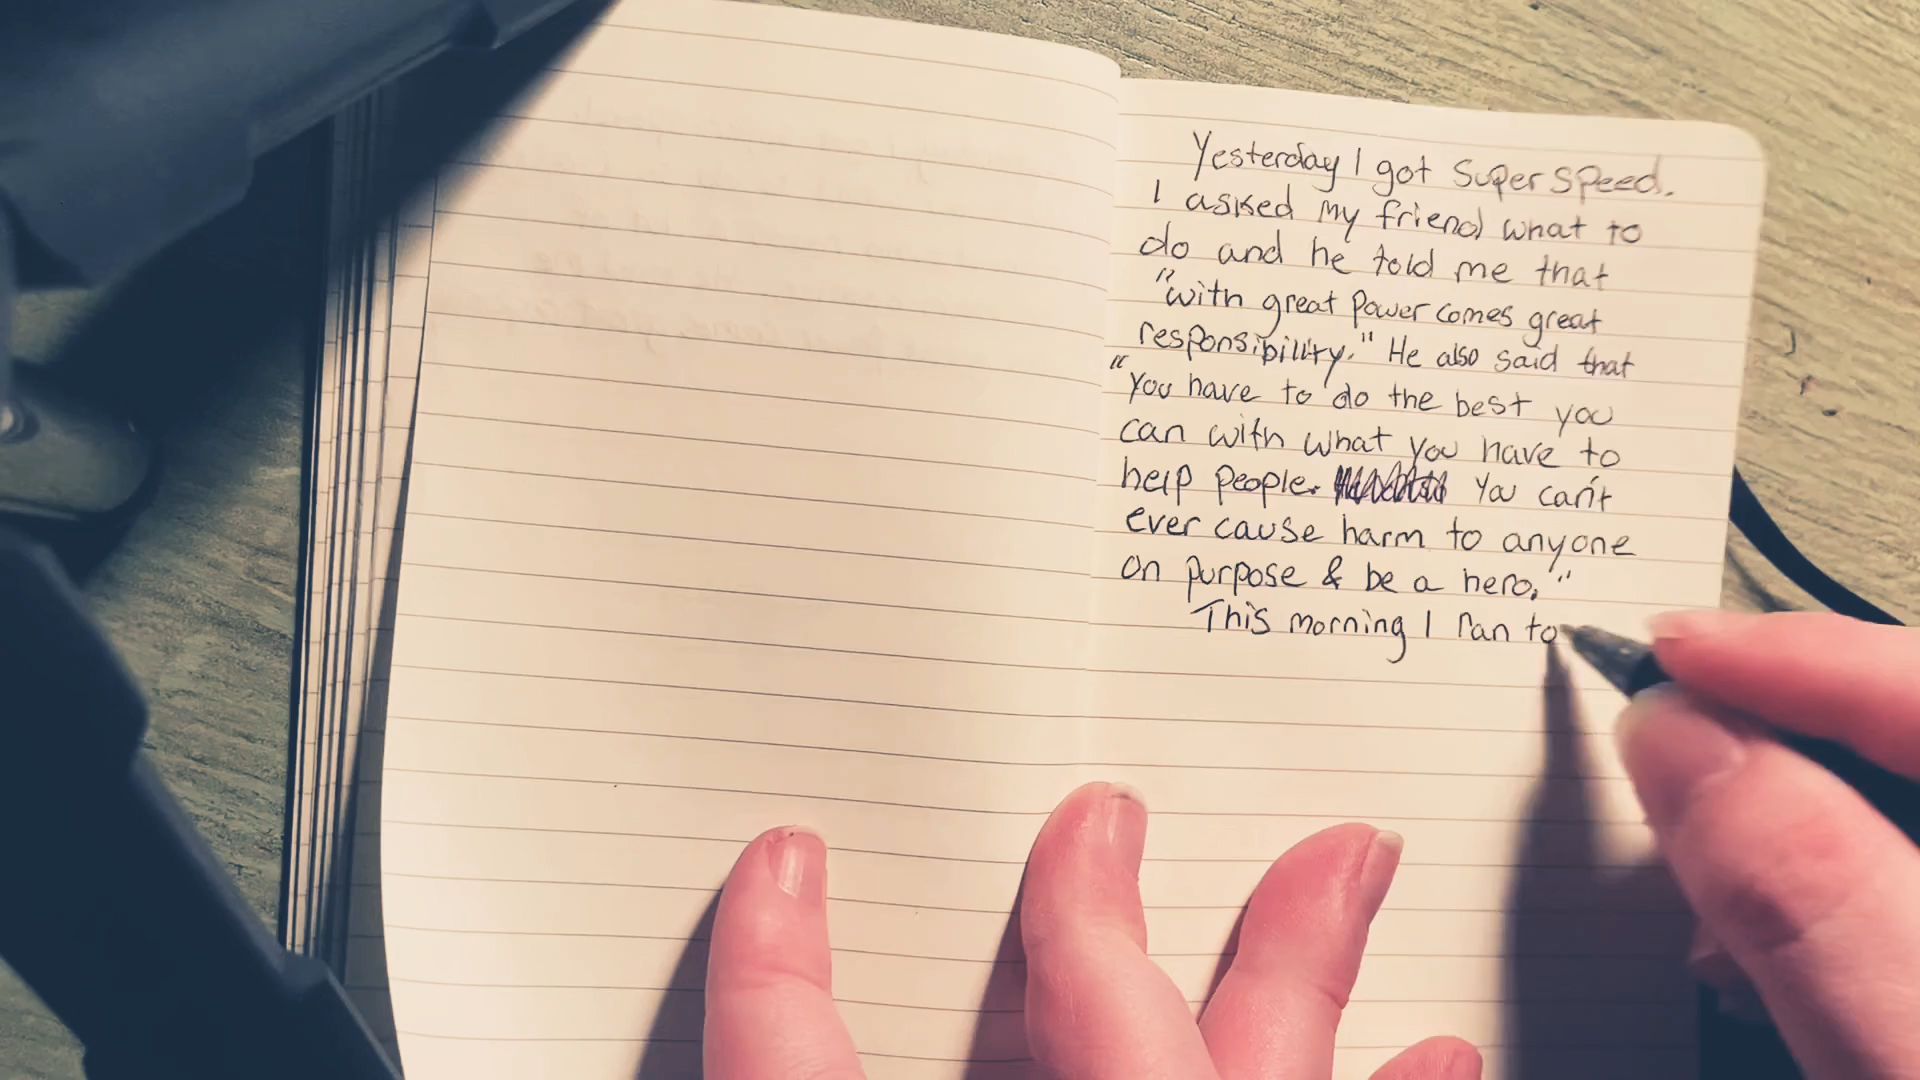 Yesterday I got super speed.
I asked my friend what to
do and he told me that
"with great power comes great
responsibility." He also said that
"You have to do the best you
can with what you have to
help people. You can't
ever cause harm to anyone
on purpose & be a hero."
This morning I ran to